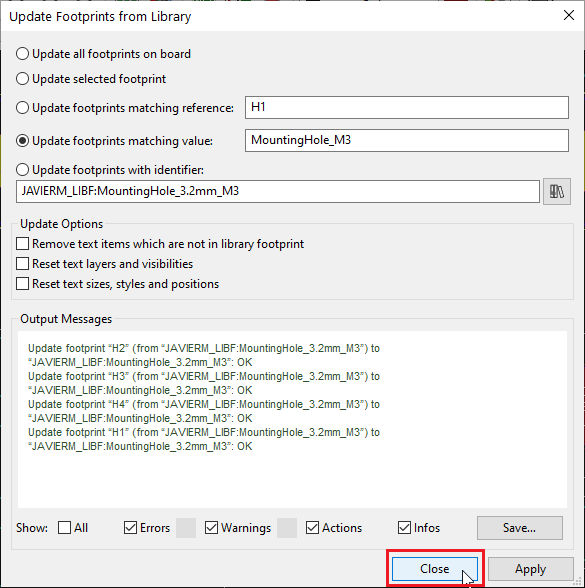 Update Footprints from Library
Update all footprints on board
Update selected footprint
Update footprints matching reference: H1
Update footprints matching value: MountingHole_M3
Update footprints with identifier:
JAVIERM_LIBF:MountingHole_3.2mm_M3
Update Options
Remove text items which are not in library footprint
Reset text layers and visibilities
Reset text sizes, styles and positions
Output Messages
Update footprint “H2” (from “JAVIERM_LIBF:MountingHole_3.2mm_M3”) to
“JAVIERM_LIBF:MountingHole_3.2mm_M3”: OK
Update footprint “H3” (from “JAVIERM_LIBF:MountingHole_3.2mm_M3”) to
“JAVIERM_LIBF:MountingHole_3.2mm_M3”: OK
Update footprint “H4” (from “JAVIERM_LIBF:MountingHole_3.2mm_M3”) to
“JAVIERM_LIBF:MountingHole_3.2mm_M3”: OK
Update footprint “H1” (from “JAVIERM_LIBF:MountingHole_3.2mm_M3”) to
“JAVIERM_LIBF:MountingHole_3.2mm_M3”: OK
Show: All Errors Warnings Actions Infos Save...
Close Apply